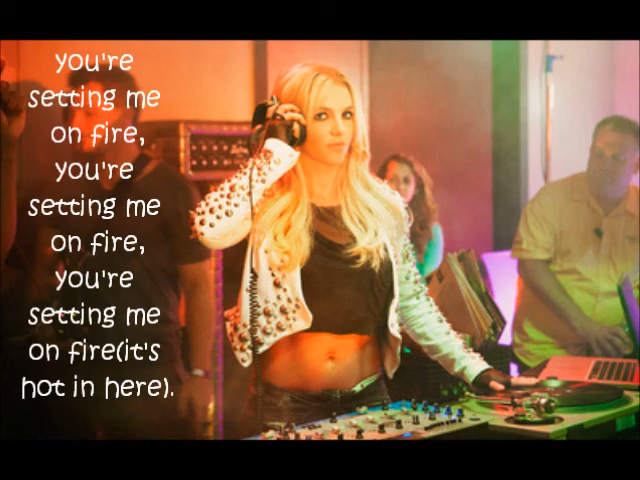 you're
setting me
on fire,
you're
setting me
on fire,
you're
setting me
on fire(it's
hot in here).